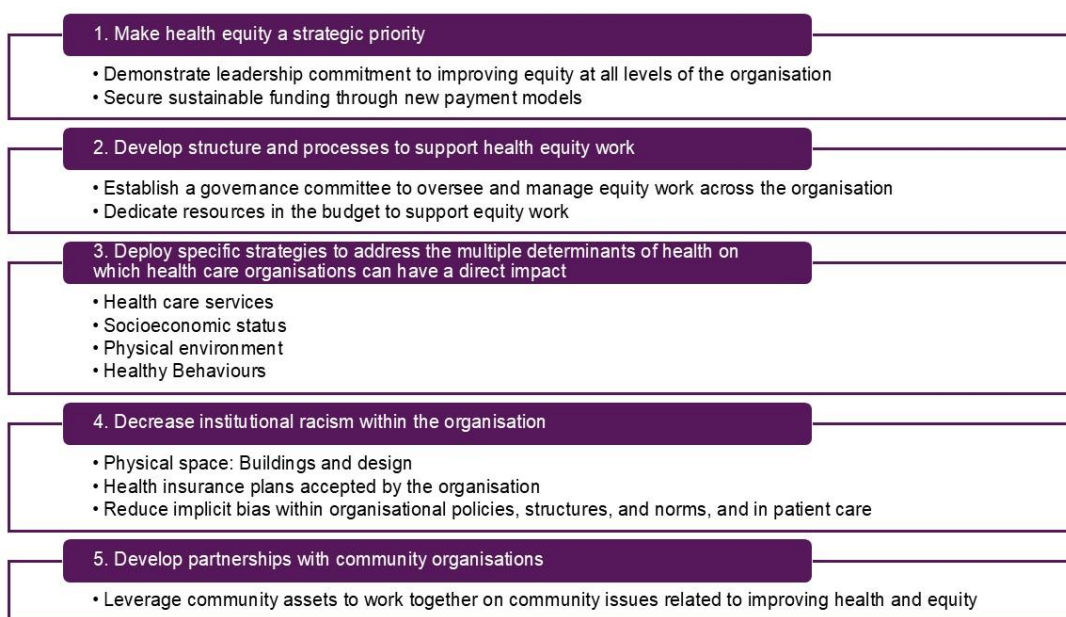 1. Make health equity a strategic priority
• Demonstrate leadership commitment to improving equity at all levels of the organisation
• Secure sustainable funding through new payment models
2. Develop structure and processes to support health equity work
• Establish a governance committee to oversee and manage equity work across the organisation
• Dedicate resources in the budget to support equity work
3. Deploy specific strategies to address the multiple determinants of health on
which health care organisations can have a direct impact
• Health care services
• Socioeconomic status
• Physical environment
• Healthy Behaviours
4. Decrease institutional racism within the organisation
• Physical space: Buildings and design
• Health insurance plans accepted by the organisation
• Reduce implicit bias within organisational policies, structures, and norms, and in patient care
5. Develop partnerships with community organisations
• Leverage community assets to work together on community issues related to improving health and equity